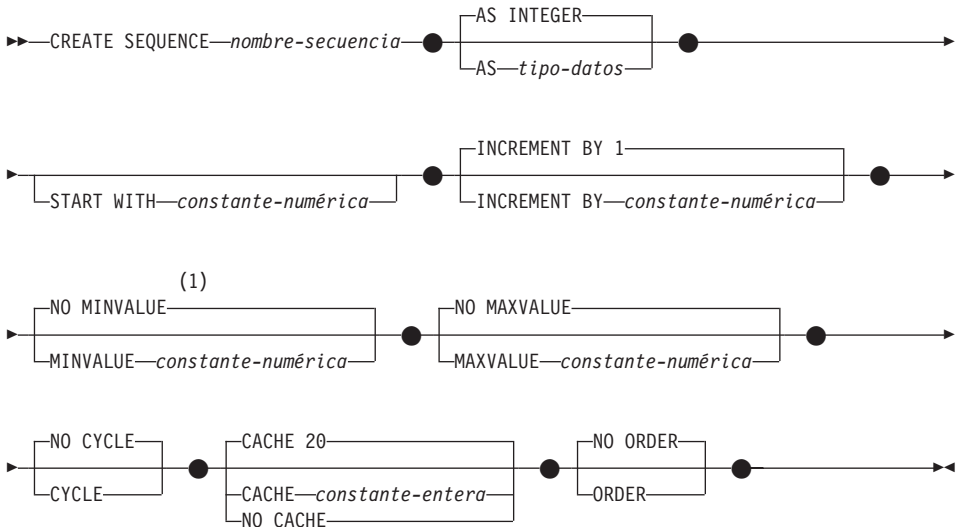 AS INTEGER
CREATE SEQUENCE nombre-secuencia
AS tipo-datos
INCREMENT BY 1
START WITH constante-numérica
INCREMENT BY constante-numérica
(1)
NO MINVALUE NO MAXVALUE
MINVALUE constante-numérica MAXVALUE constante-numérica
NO CYCLE CACHE 20 NO ORDER
CYCLE CACHE constante-entera ORDER
NO CACHE